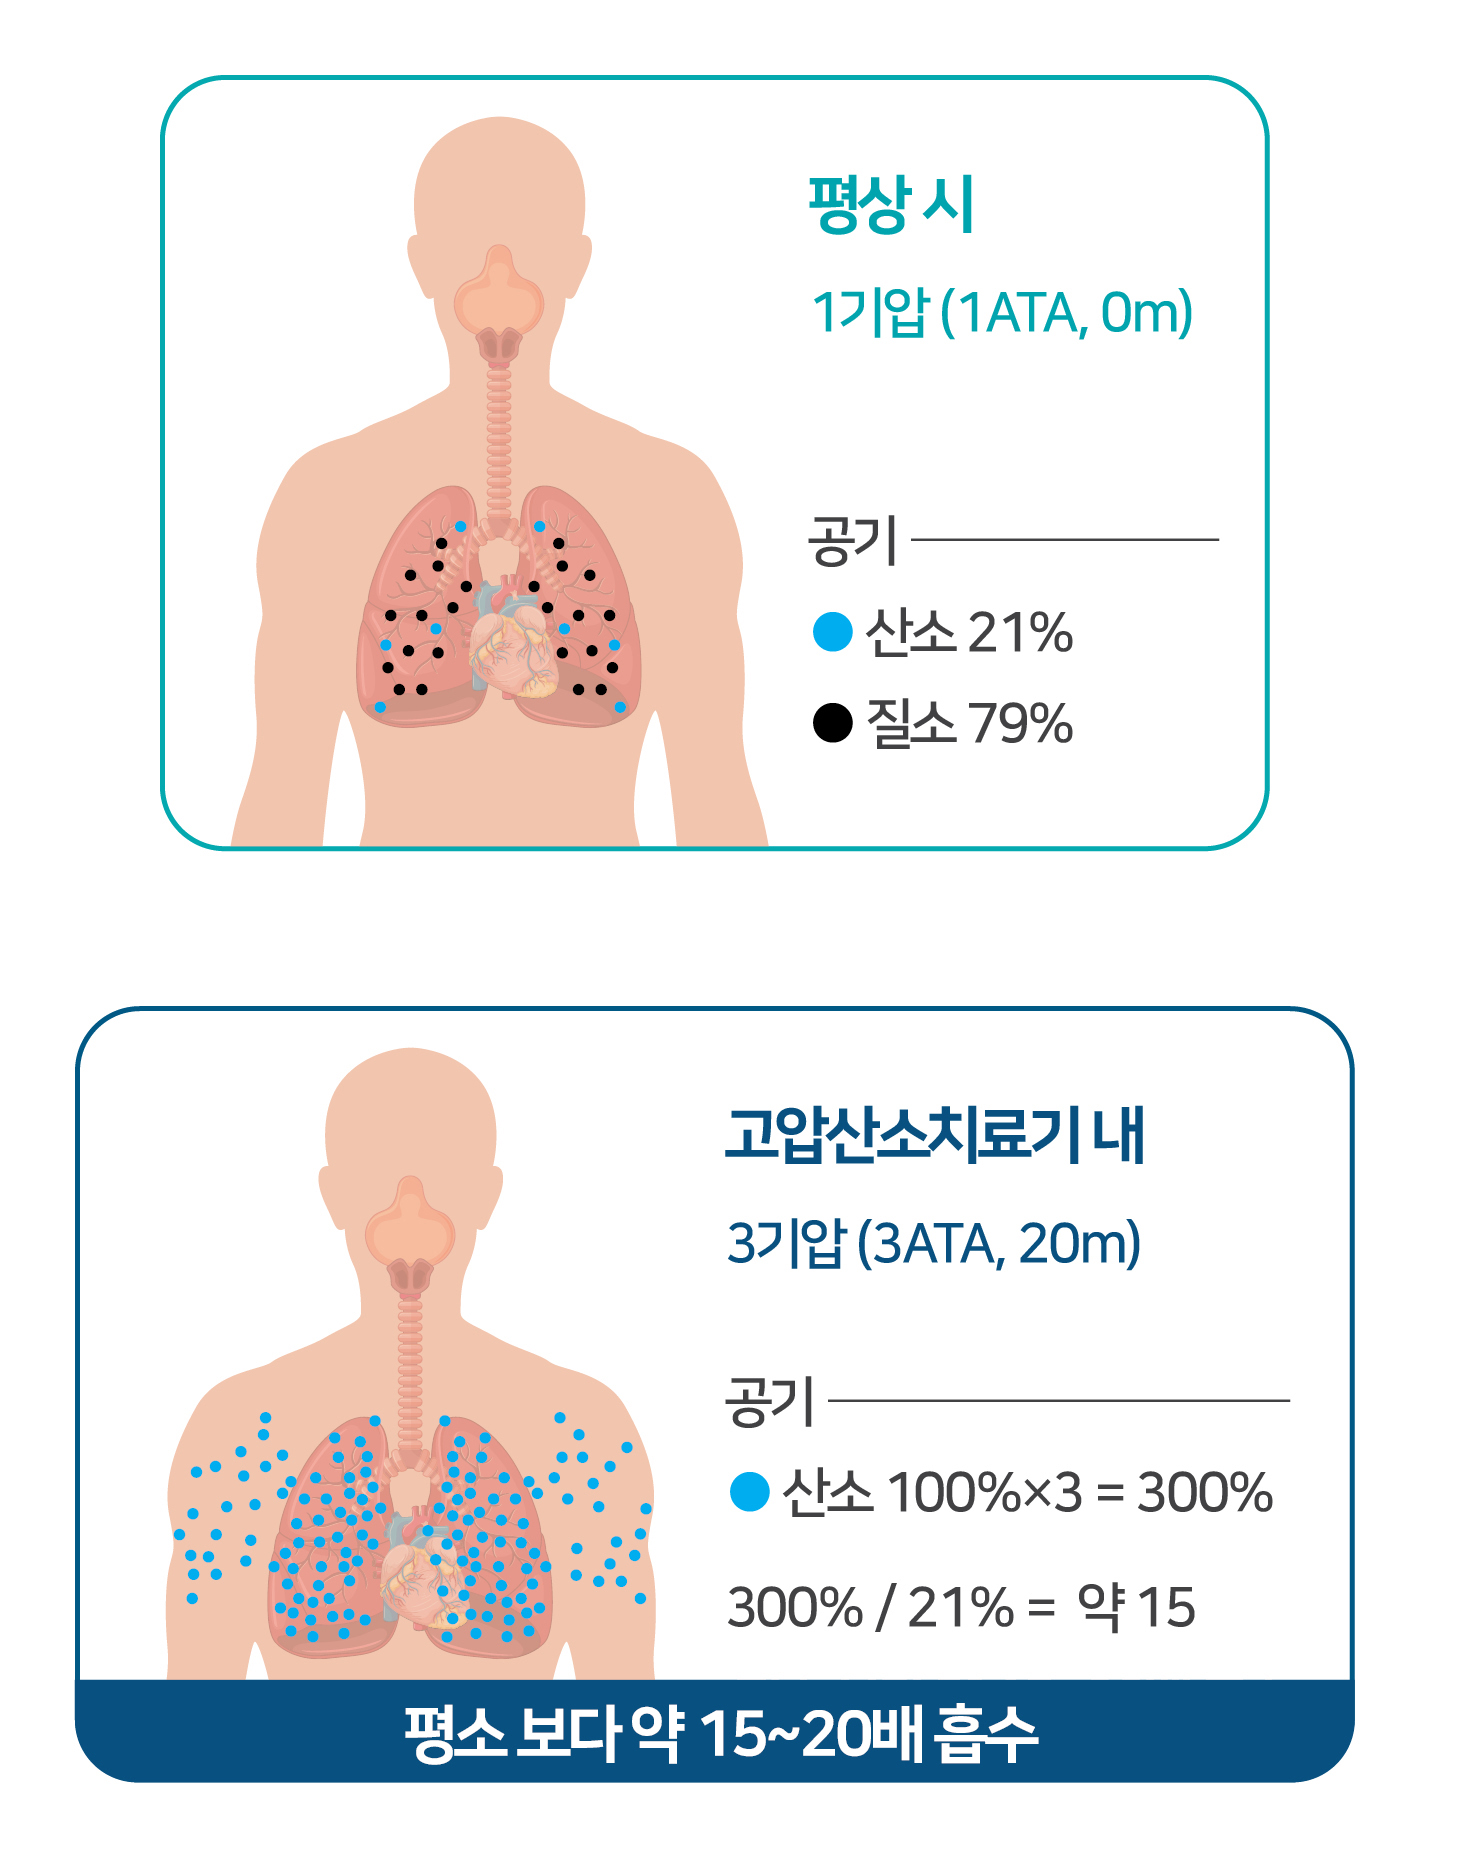 평상 시
1기압 (1ATA, 0m)
공기
산소 21%
질소 79%
고압산소치료기 내
3기압 (3ATA, 20m)
공기
산소 100%×3 = 300%
300% / 21% = 약 15
평소 보다 약 15~20배 흡수